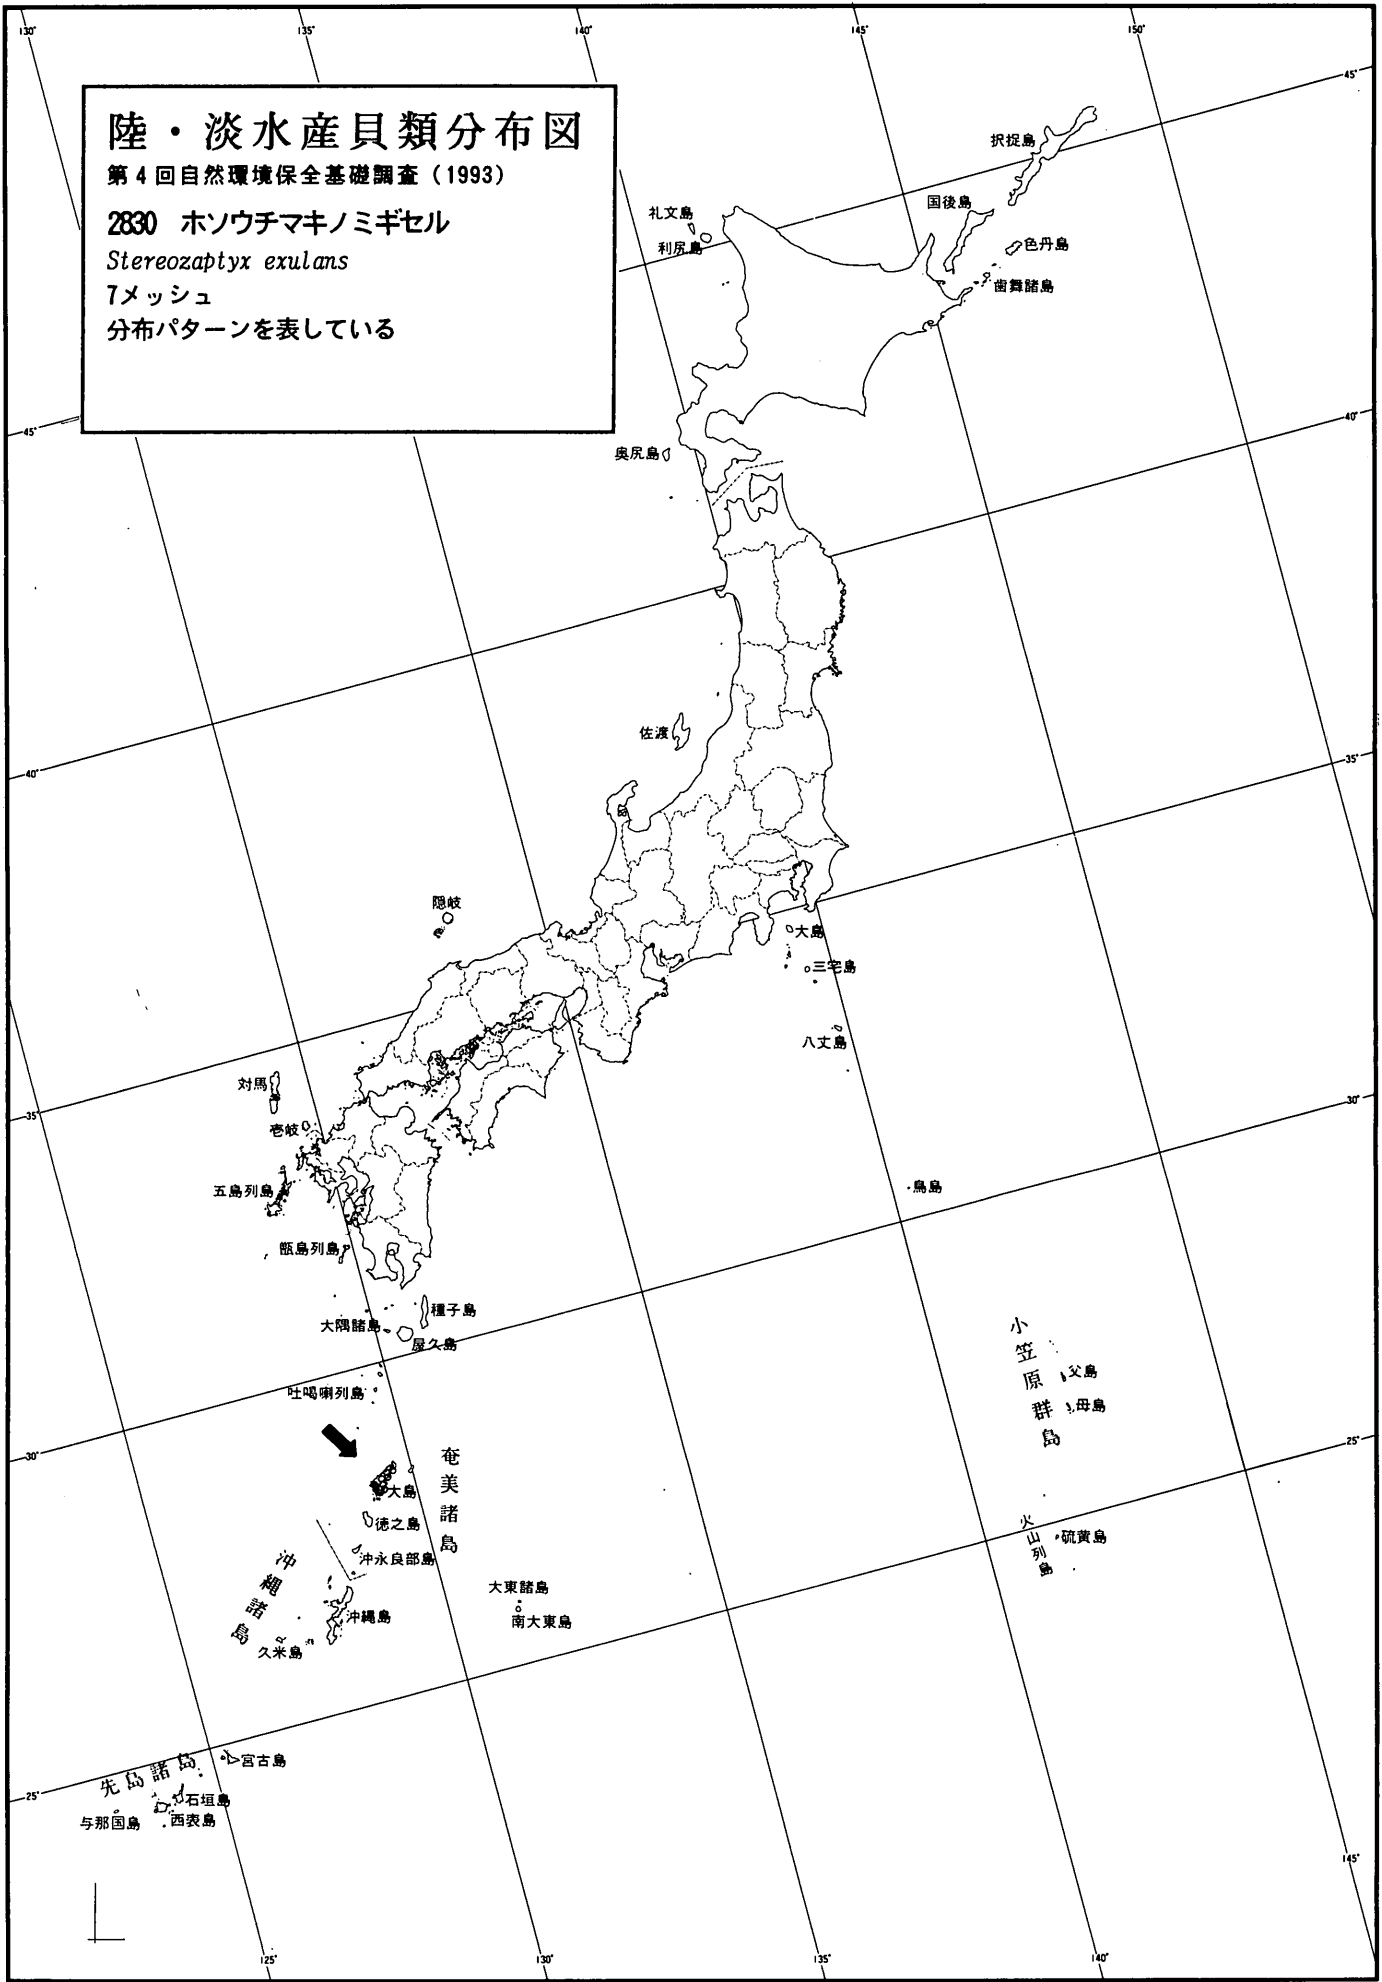 130°
135°
140°
145°
150°
陸・淡水産貝類分布図
第4回自然環境保全基礎調査（1993）
2830 ホソウチマキノミギセル
Stereozaptyx exulans
7メッシュ
分布パターンを表している
45°
択捉島
国後島
礼文島
利尻島
色丹島
歯舞諸島
40°
45°
奥尻島
佐渡
35°
40°
隠岐
大島
三宅島
八丈島
対馬
30°
35°
壱岐
五島列島
鳥島
甑島列島
種子島
大隅諸島
屋久島
小笠原群島
父島
吐噶喇列島
母島
25°
30°
奄美諸島
大島
徳之島
火山列島
硫黄島
沖永良部島
沖縄諸島
大東諸島
沖縄島
南大東島
久米島
宮古島
先島諸島
25°
石垣島
与那国島
西表島
145°
125°
130°
135°
140°